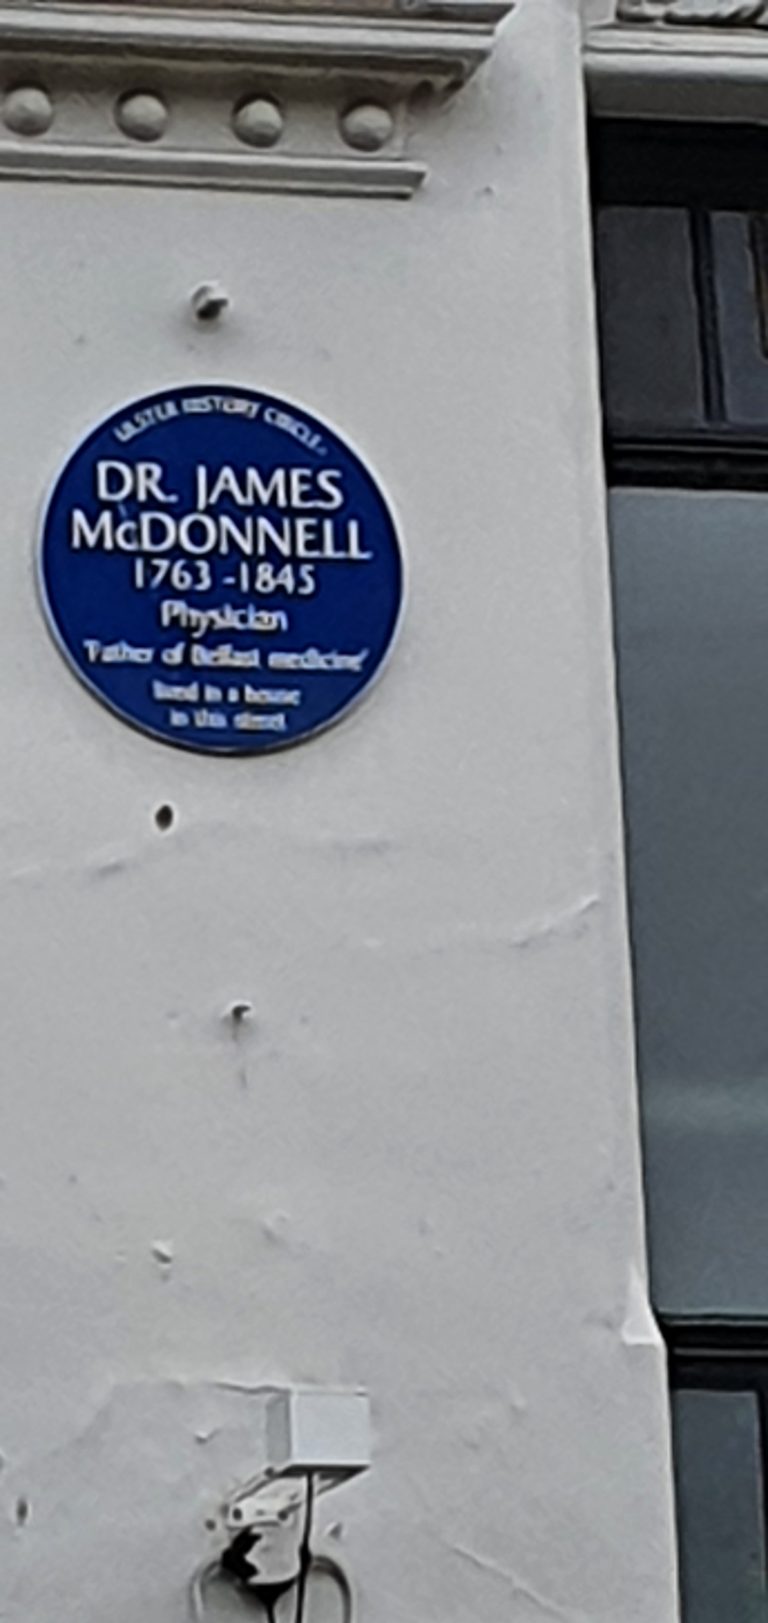 ULSTER HISTORY CIRCLE
DR. JAMES
McDONNELL
1763 - 1845
Physician
'Father of Belfast medicine'
lived in a house
in this street